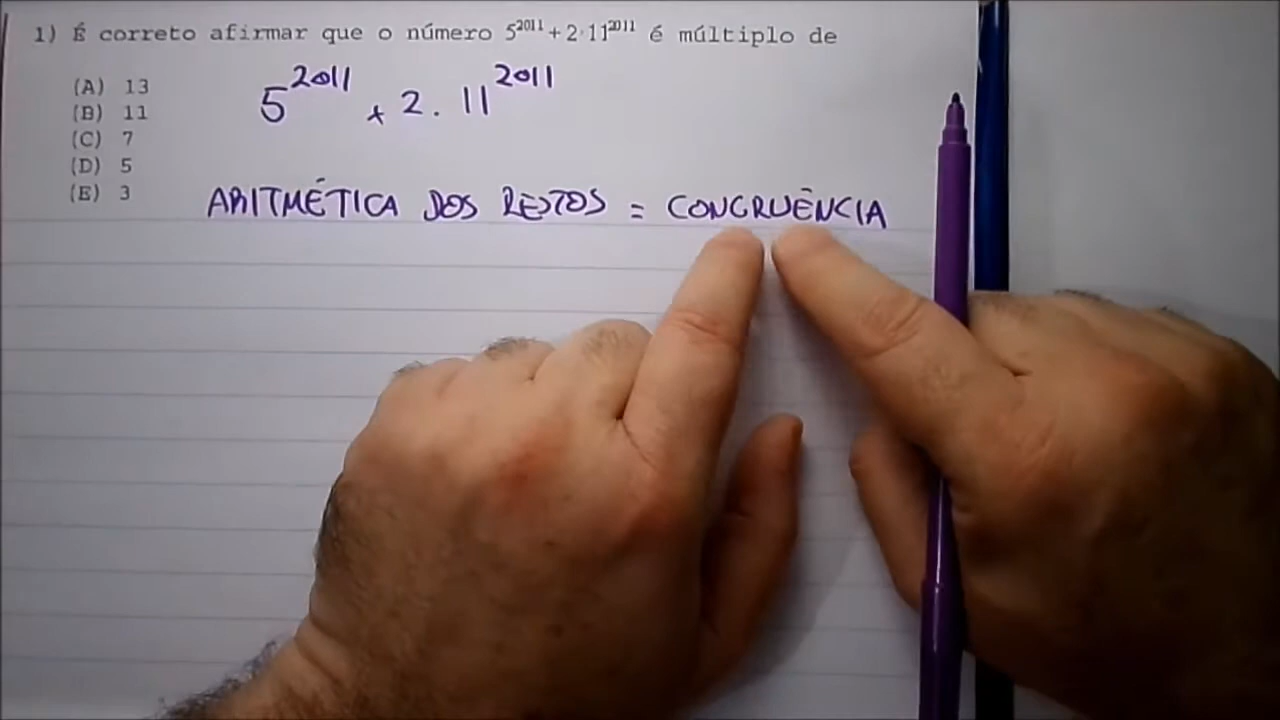 1) É correto afirmar que o número 5²⁰¹¹ + 2·11²⁰¹¹ é múltiplo de
(A) 13
(B) 11
(C) 7
(D) 5
(E) 3
5²⁰¹¹ + 2 . 11²⁰¹¹
ARITMÉTICA DOS RESTOS = CONGRUÊNCIA